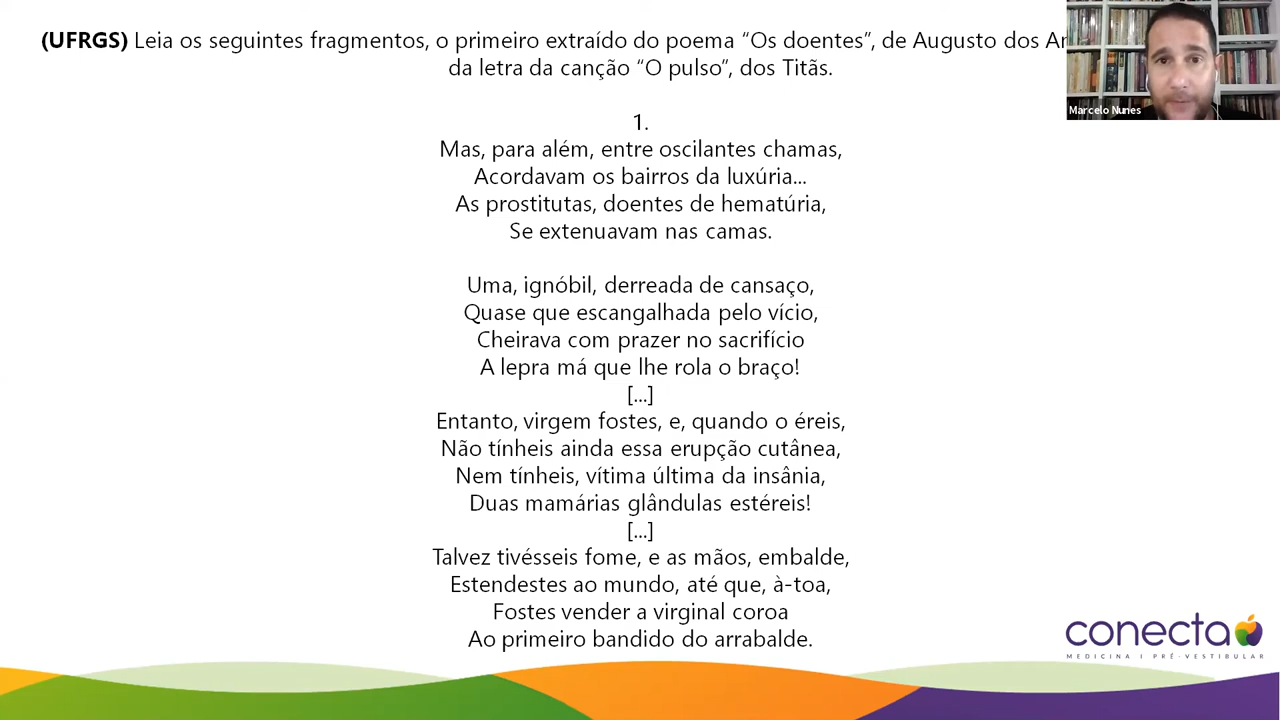 (UFRGS) Leia os seguintes fragmentos, o primeiro extraído do poema “Os doentes”, de Augusto dos
da letra da canção “O pulso”, dos Titãs.
Marcelo Nunes
1.
Mas, para além, entre oscilantes chamas,
Acordavam os bairros da luxúria...
As prostitutas, doentes de hematúria,
Se extenuavam nas camas.
Uma, ignóbil, derreada de cansaço,
Quase que escangalhada pelo vício,
Cheirava com prazer no sacrifício
A lepra má que lhe rola o braço!
[...]
Entanto, virgem fostes, e, quando o éreis,
Não tínheis ainda essa erupção cutânea,
Nem tínheis, vítima última da insânia,
Duas mamárias glândulas estéreis!
[...]
Talvez tivésseis fome, e as mãos, embalde,
Estendestes ao mundo, até que, à-toa,
Fostes vender a virginal coroa
Ao primeiro bandido do arrabalde.
conecta
MEDICINA I PRÉ-VESTIBULAR